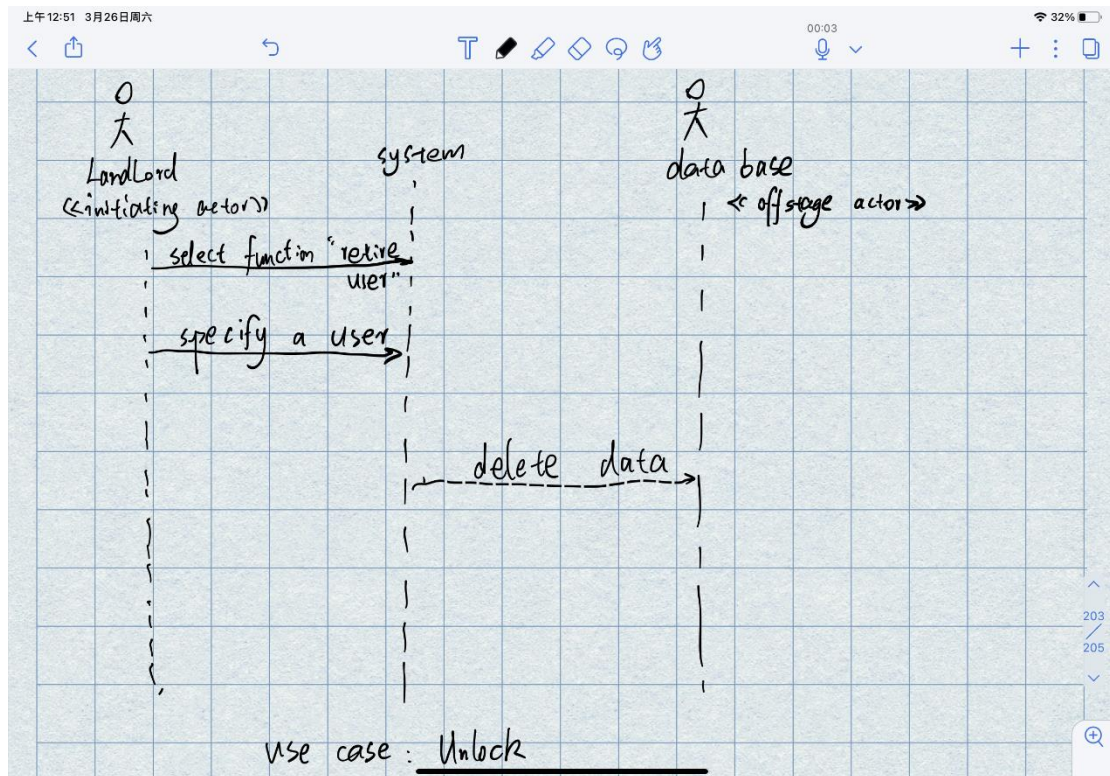 上午12:51 3月26日周六
32%
00:03
LandLord
<<initiating actor>>
system
data base
<< offstage actor >>
select function "retire
user"
specify a user
delete data
203
205
use case: Unlock